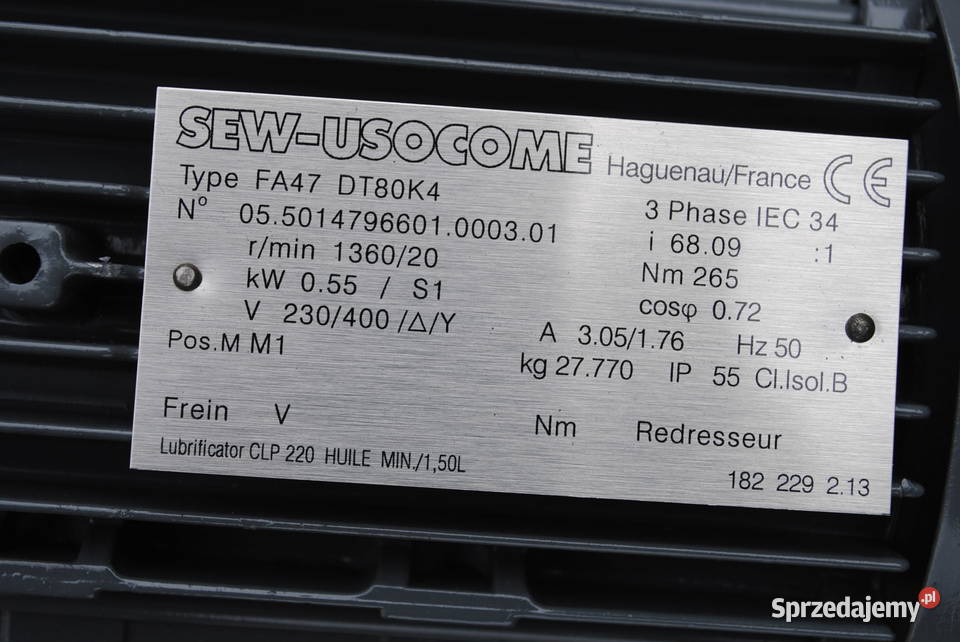 SEW-USOCOME Haguenau/France CE
Type FA47 DT80K4 3 Phase IEC 34
Nº 05.5014796601.0003.01 i 68.09 :1
r/min 1360/20 Nm 265
kW 0.55 / S1 cosφ 0.72
V 230/400 /Δ/Y A 3.05/1.76 Hz 50
Pos.M M1 kg 27.770 IP 55 Cl.Isol.B
Frein V Nm Redresseur
Lubrificator CLP 220 HUILE MIN./1,50L 182 229 2.13
Sprzedajemy.pl